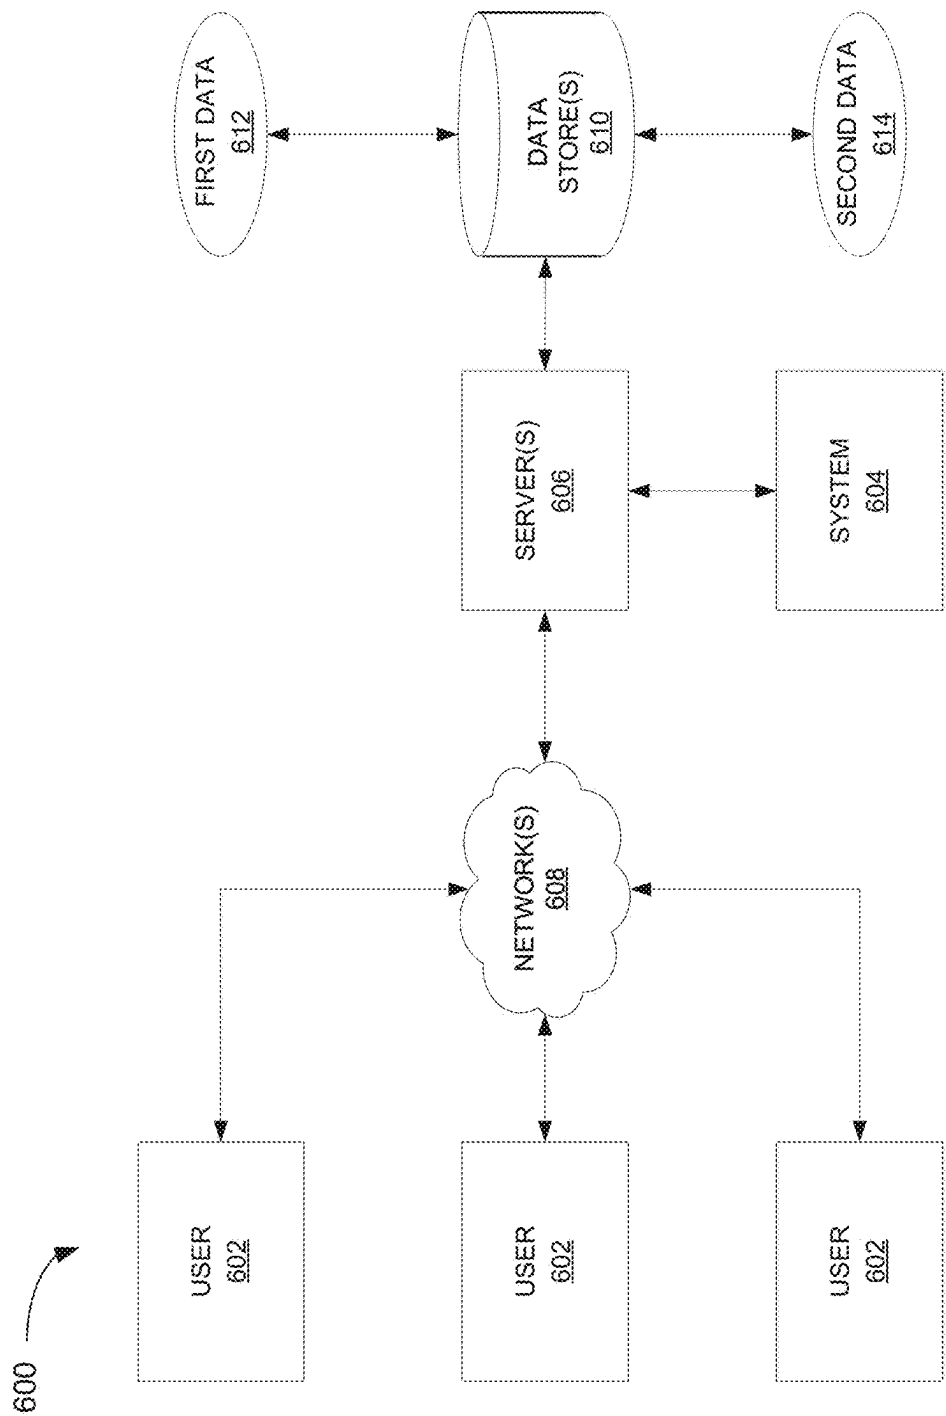 600
USER
602
USER
602
USER
602
NETWORK(S)
608
SERVER(S)
606
SYSTEM
604
FIRST DATA
612
DATA
STORE(S)
610
SECOND DATA
614